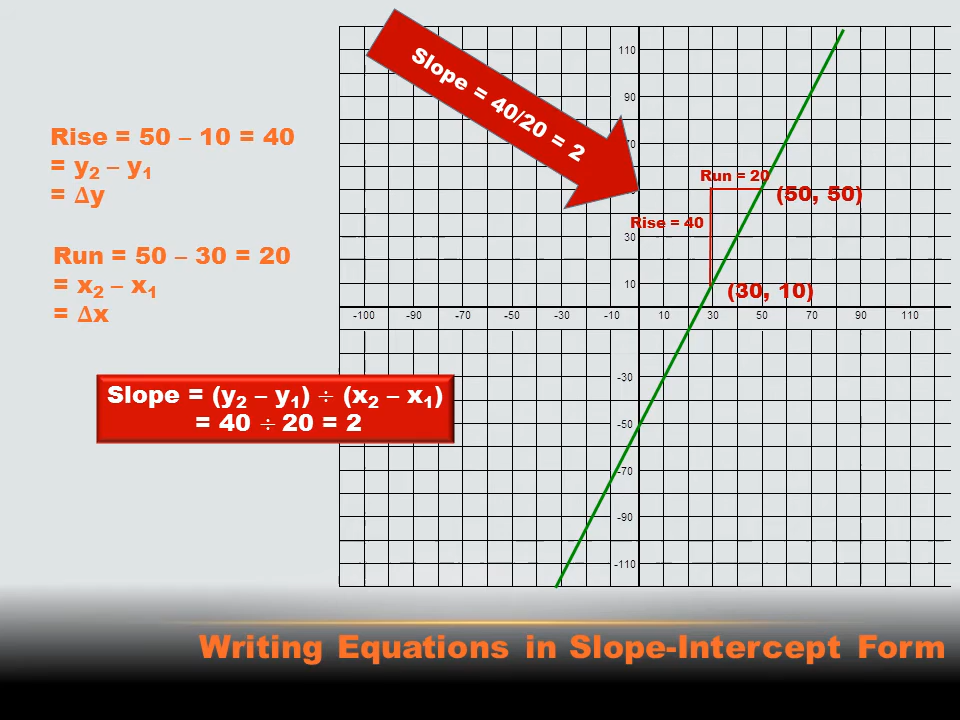 Slope = 40/20 = 2
Rise = 50 – 10 = 40
= y₂ – y₁
= Δy
Run = 50 – 30 = 20
= x₂ – x₁
= Δx
Slope = (y₂ – y₁) ÷ (x₂ – x₁)
= 40 ÷ 20 = 2
110
90
Run = 20
(50, 50)
Rise = 40
30
10
(30, 10)
-100 -90 -70 -50 -30 -10 10 30 50 70 90 110
-30
-50
-70
-90
-110
Writing Equations in Slope-Intercept Form